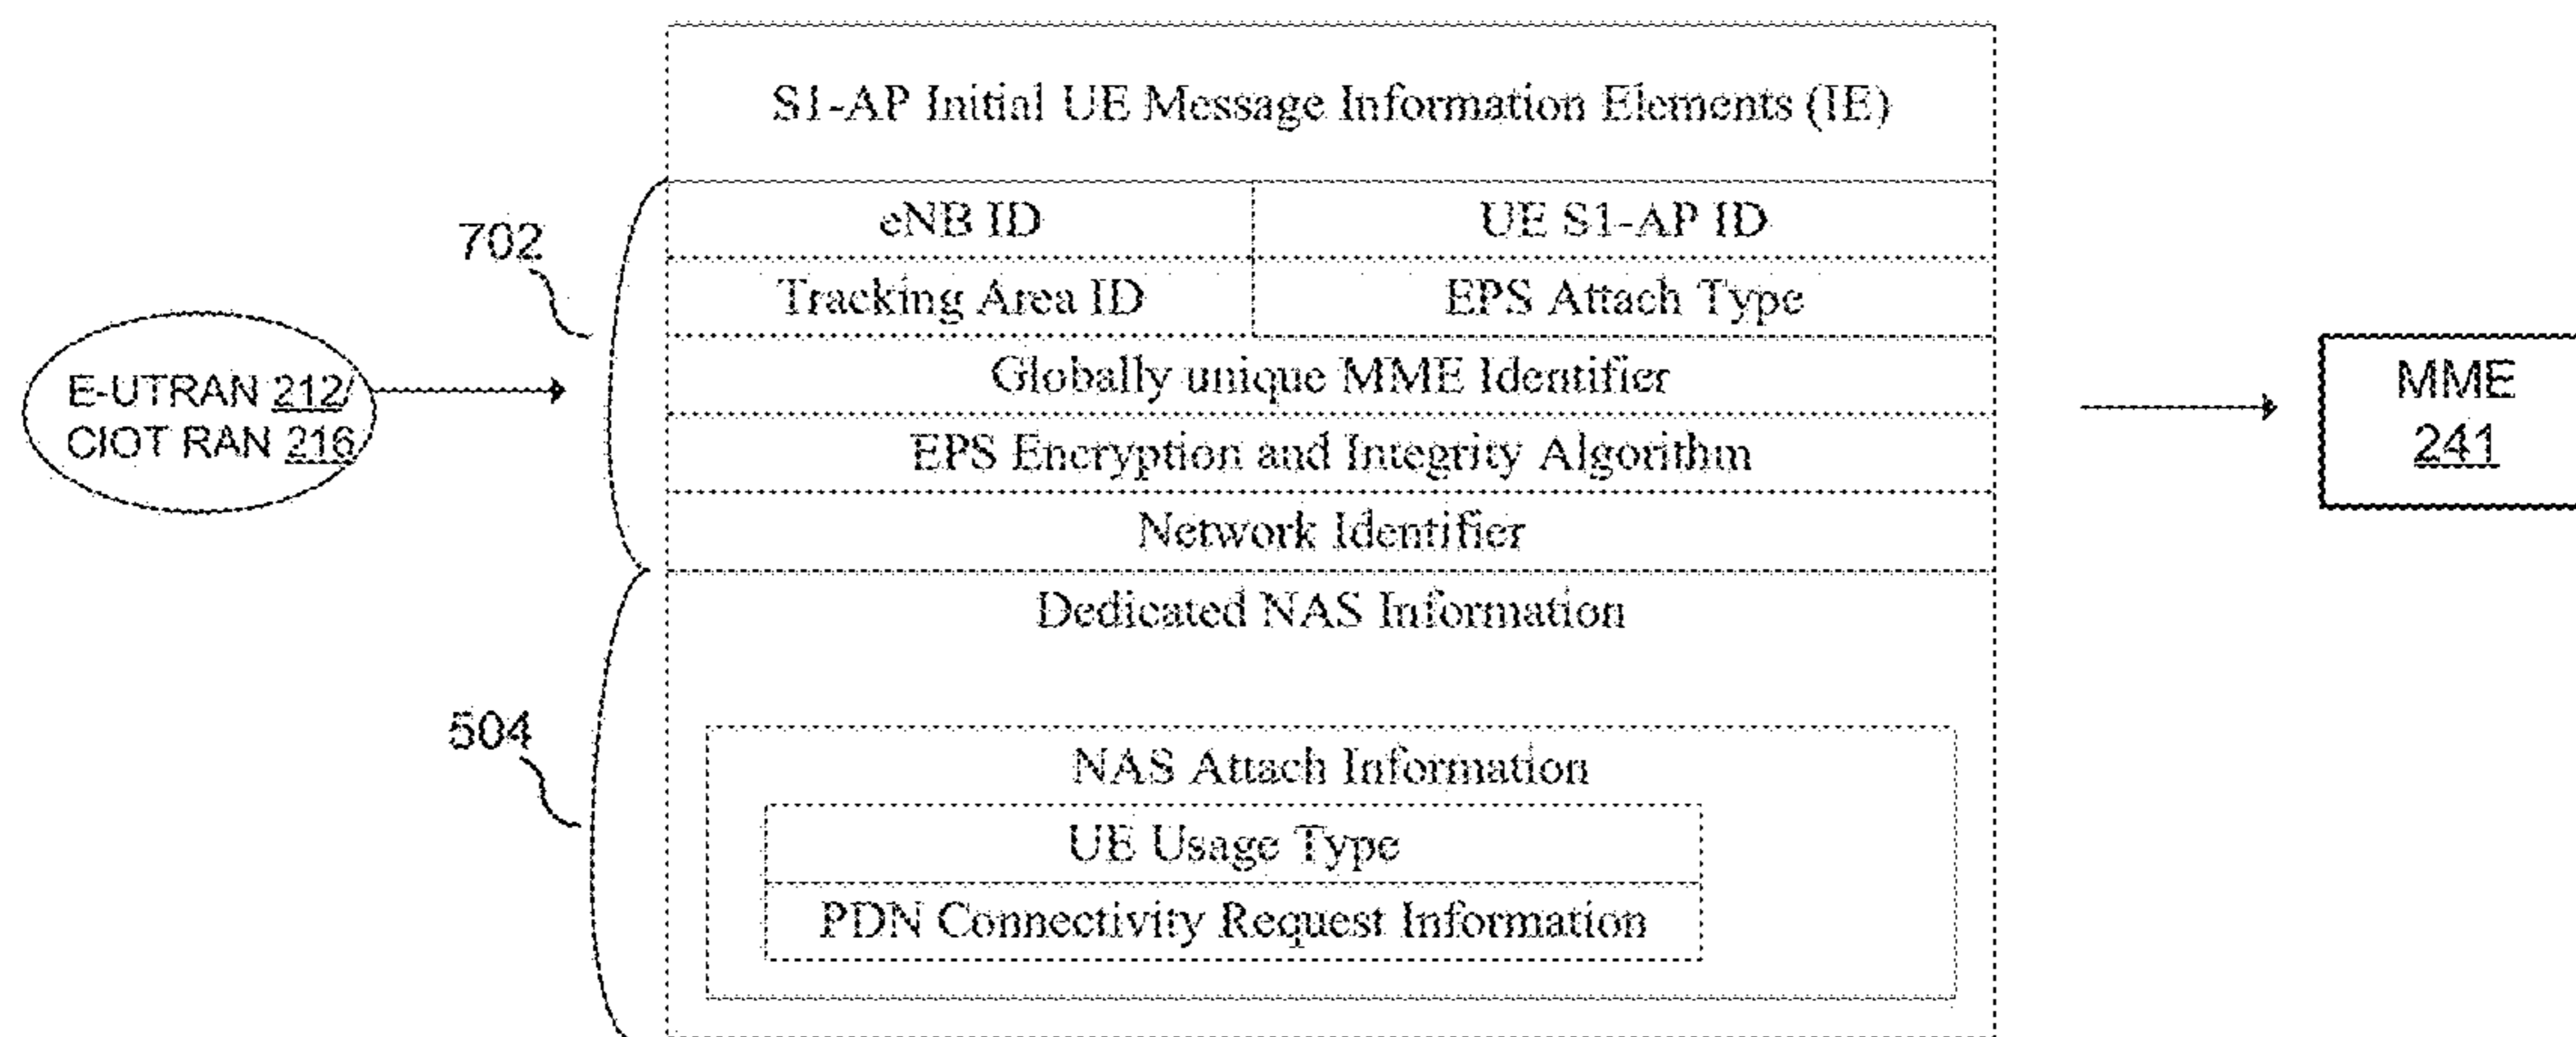 S1-AP Initial UE Message Information Elements (IE)
eNB ID
UE S1-AP ID
702
Tracking Area ID
EPS Attach Type
E-UTRAN 212/
CIOT RAN 216
Globally unique MME Identifier
MME
241
EPS Encryption and Integrity Algorithm
Network Identifier
Dedicated NAS Information
504
NAS Attach Information
UE Usage Type
PDN Connectivity Request Information